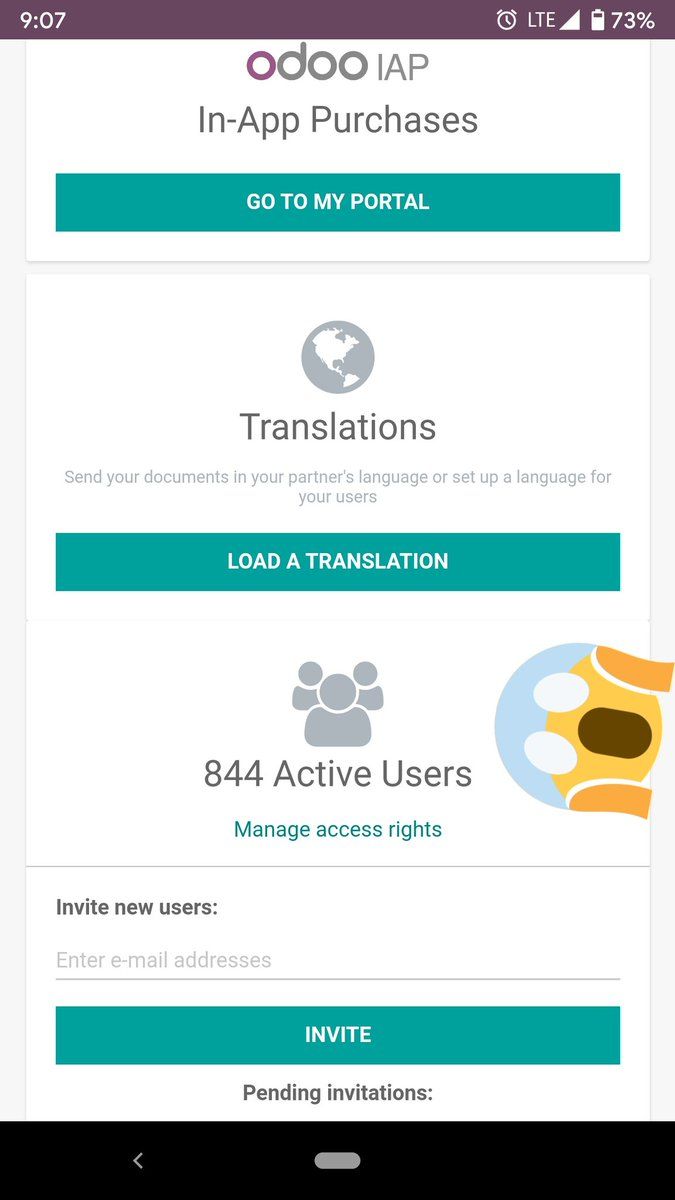 9:07 LTE 73%
odoo IAP
In-App Purchases
GO TO MY PORTAL
Translations
Send your documents in your partner's language or set up a language for
your users
LOAD A TRANSLATION
844 Active Users
Manage access rights
Invite new users:
Enter e-mail addresses
INVITE
Pending invitations: